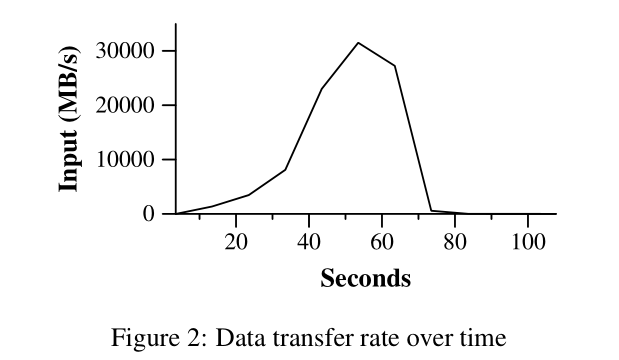 Input (MB/s)
30000
20000
10000
0
20 40 60 80 100
Seconds
Figure 2: Data transfer rate over time